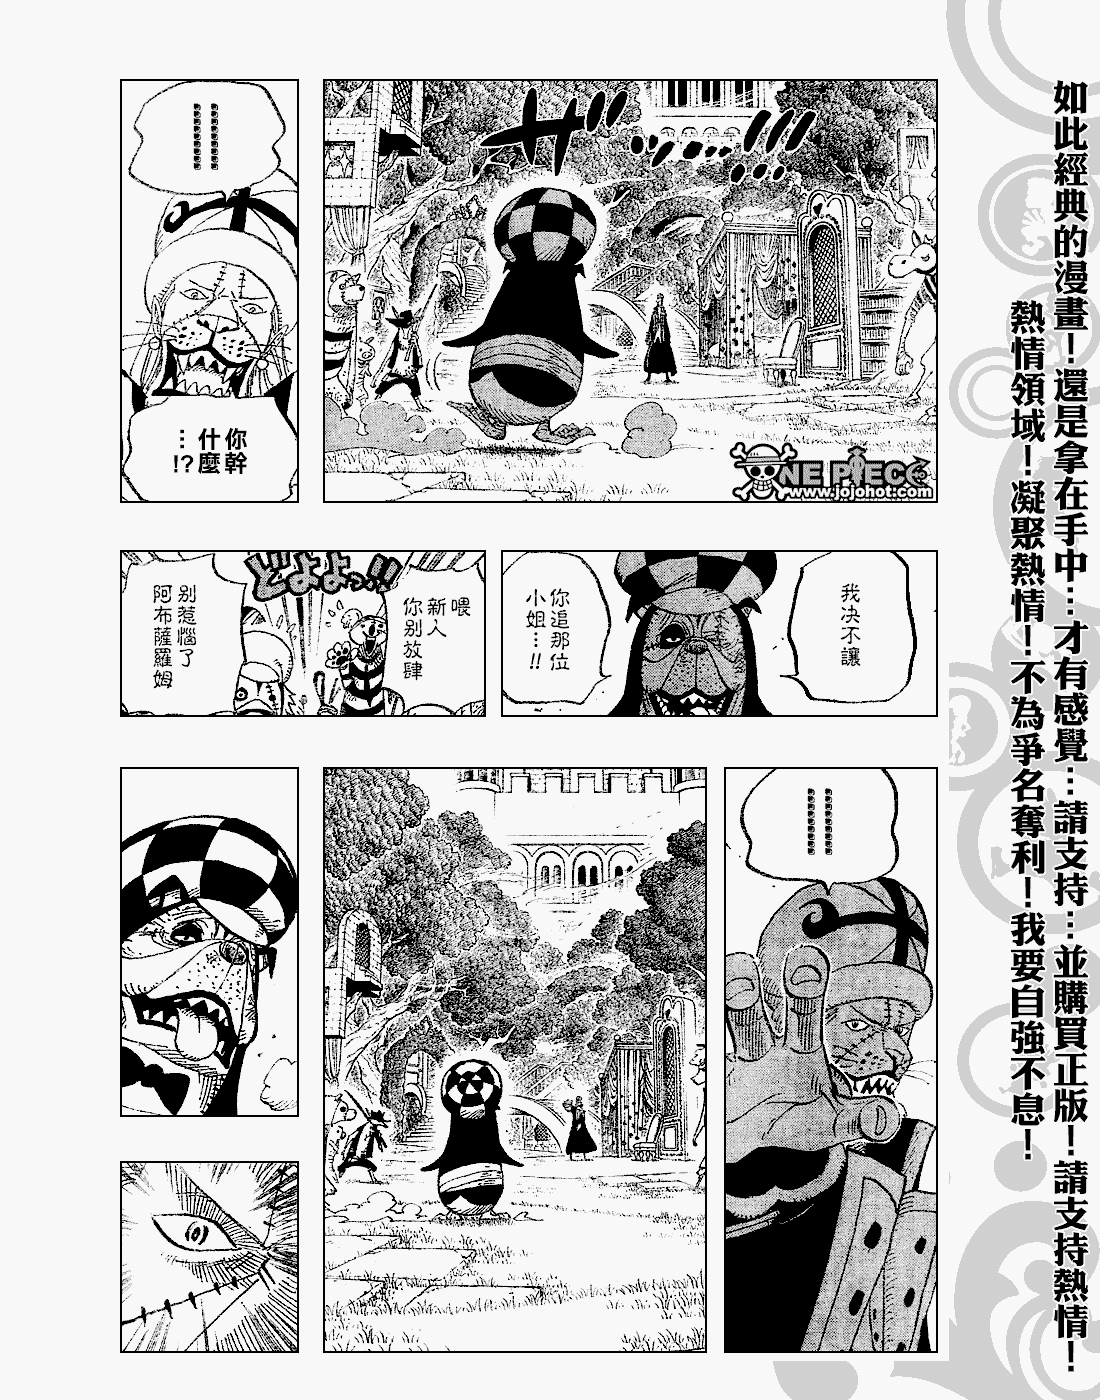 ザッ…!!!
NE PIECE
www.jojohot.com
…………………
你幹
什麼
…!?
我決不讓
你追那位
小姐…!!
どよよっ!!
喂
新人
你別放肆
別惹惱了
阿布薩羅姆
…………………
如此經典的漫畫！還是拿在手中…才有感覺…請支持…並購買正版！請支持熱情！
熱情領域！凝聚熱情！不為爭名奪利！我要自強不息！